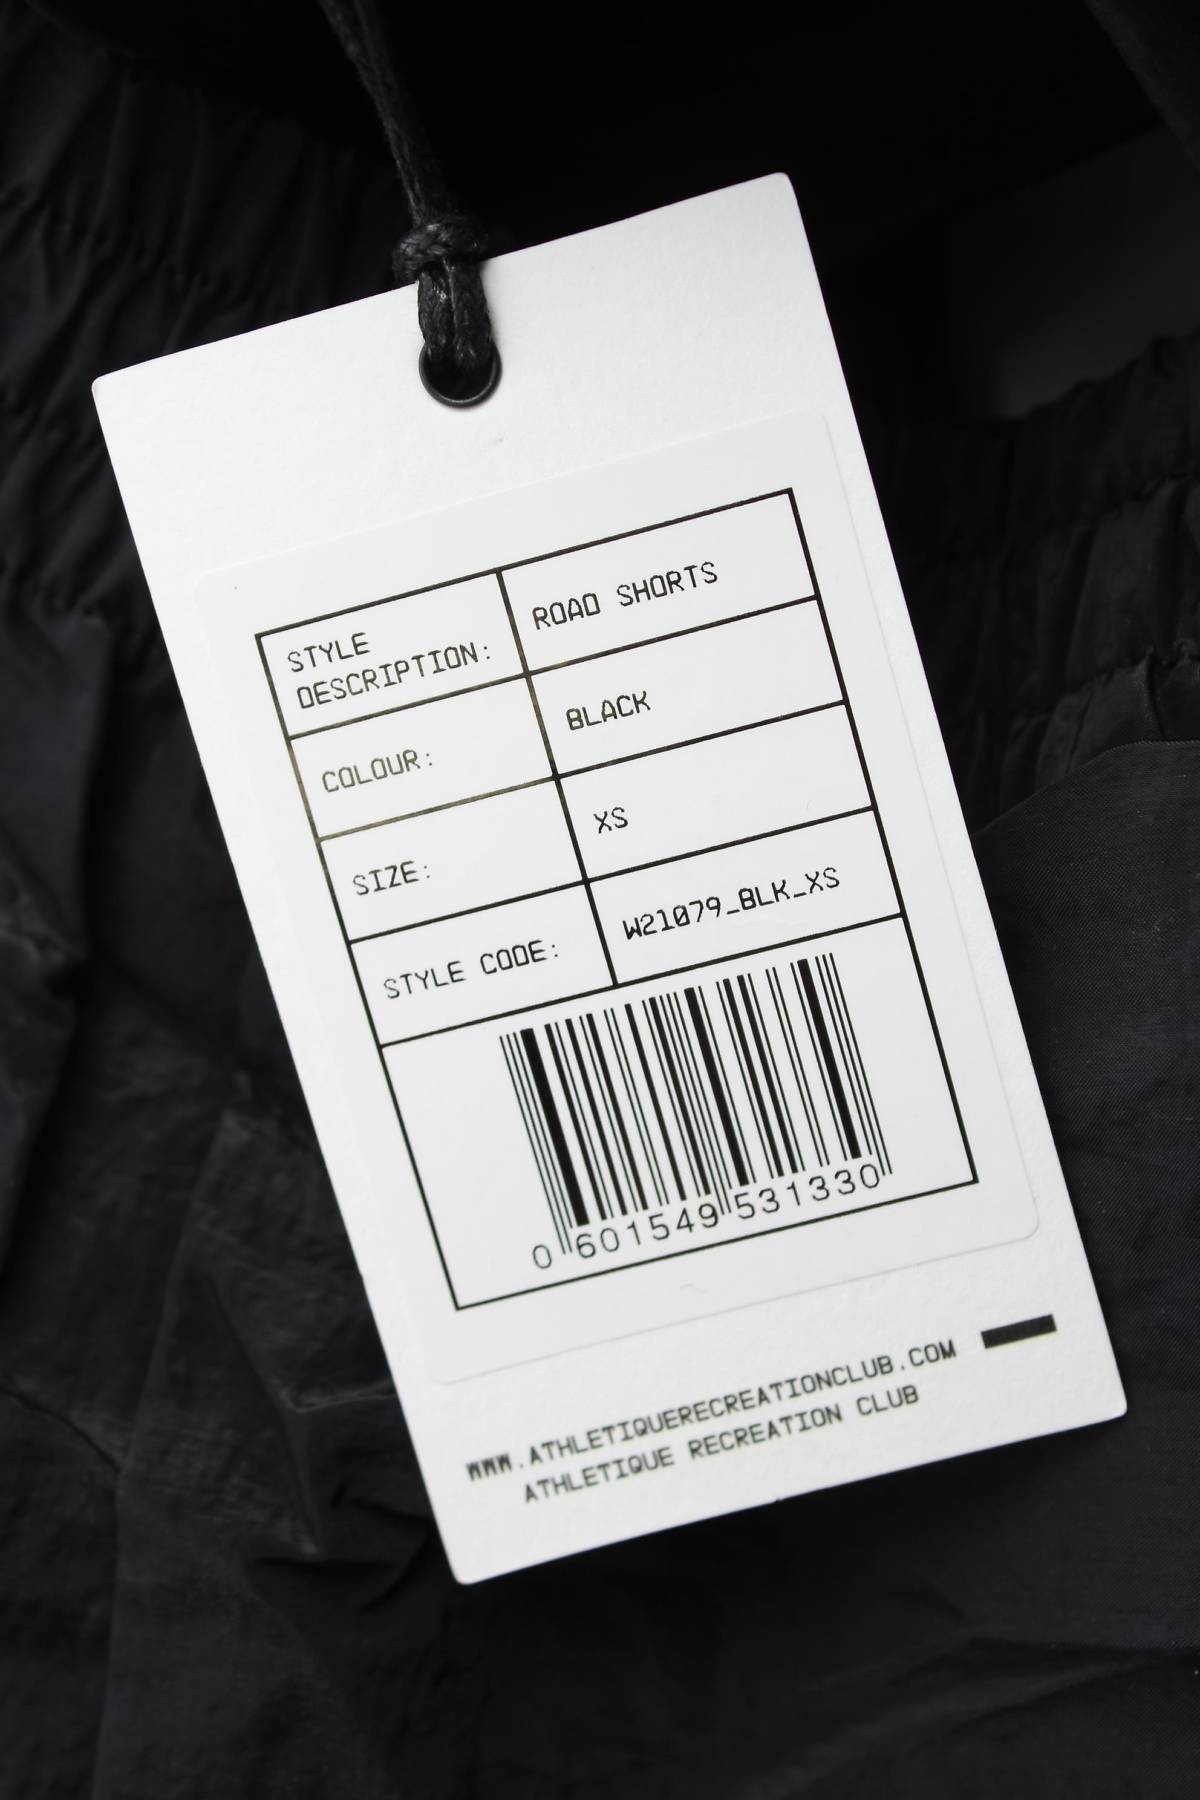 STYLE
DESCRIPTION:
ROAD SHORTS
COLOUR:
BLACK
SIZE:
XS
STYLE CODE:
W21079_BLK_XS
0 601549 531330
WWW.ATHLETIQUERECREATIONCLUB.COM
ATHLETIQUE RECREATION CLUB